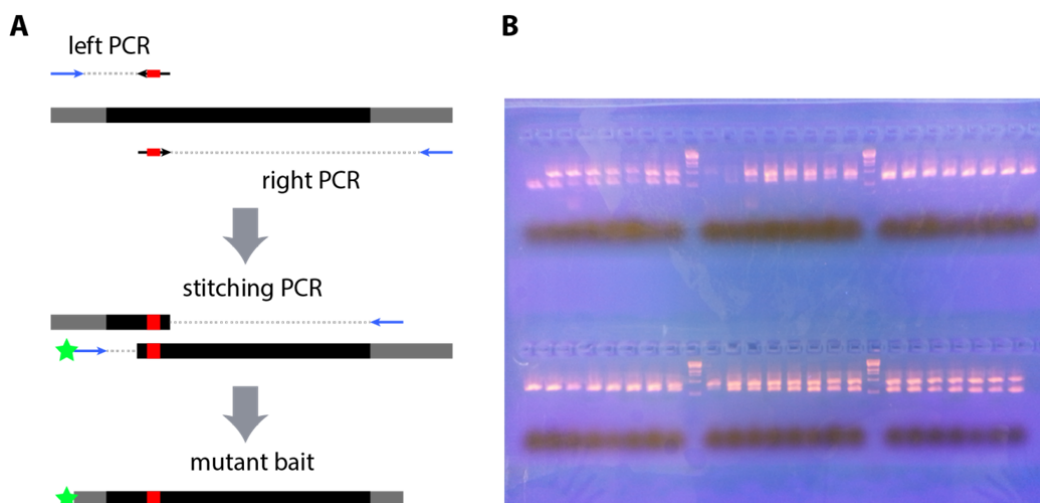 A
left PCR
right PCR
stitching PCR
mutant bait
B